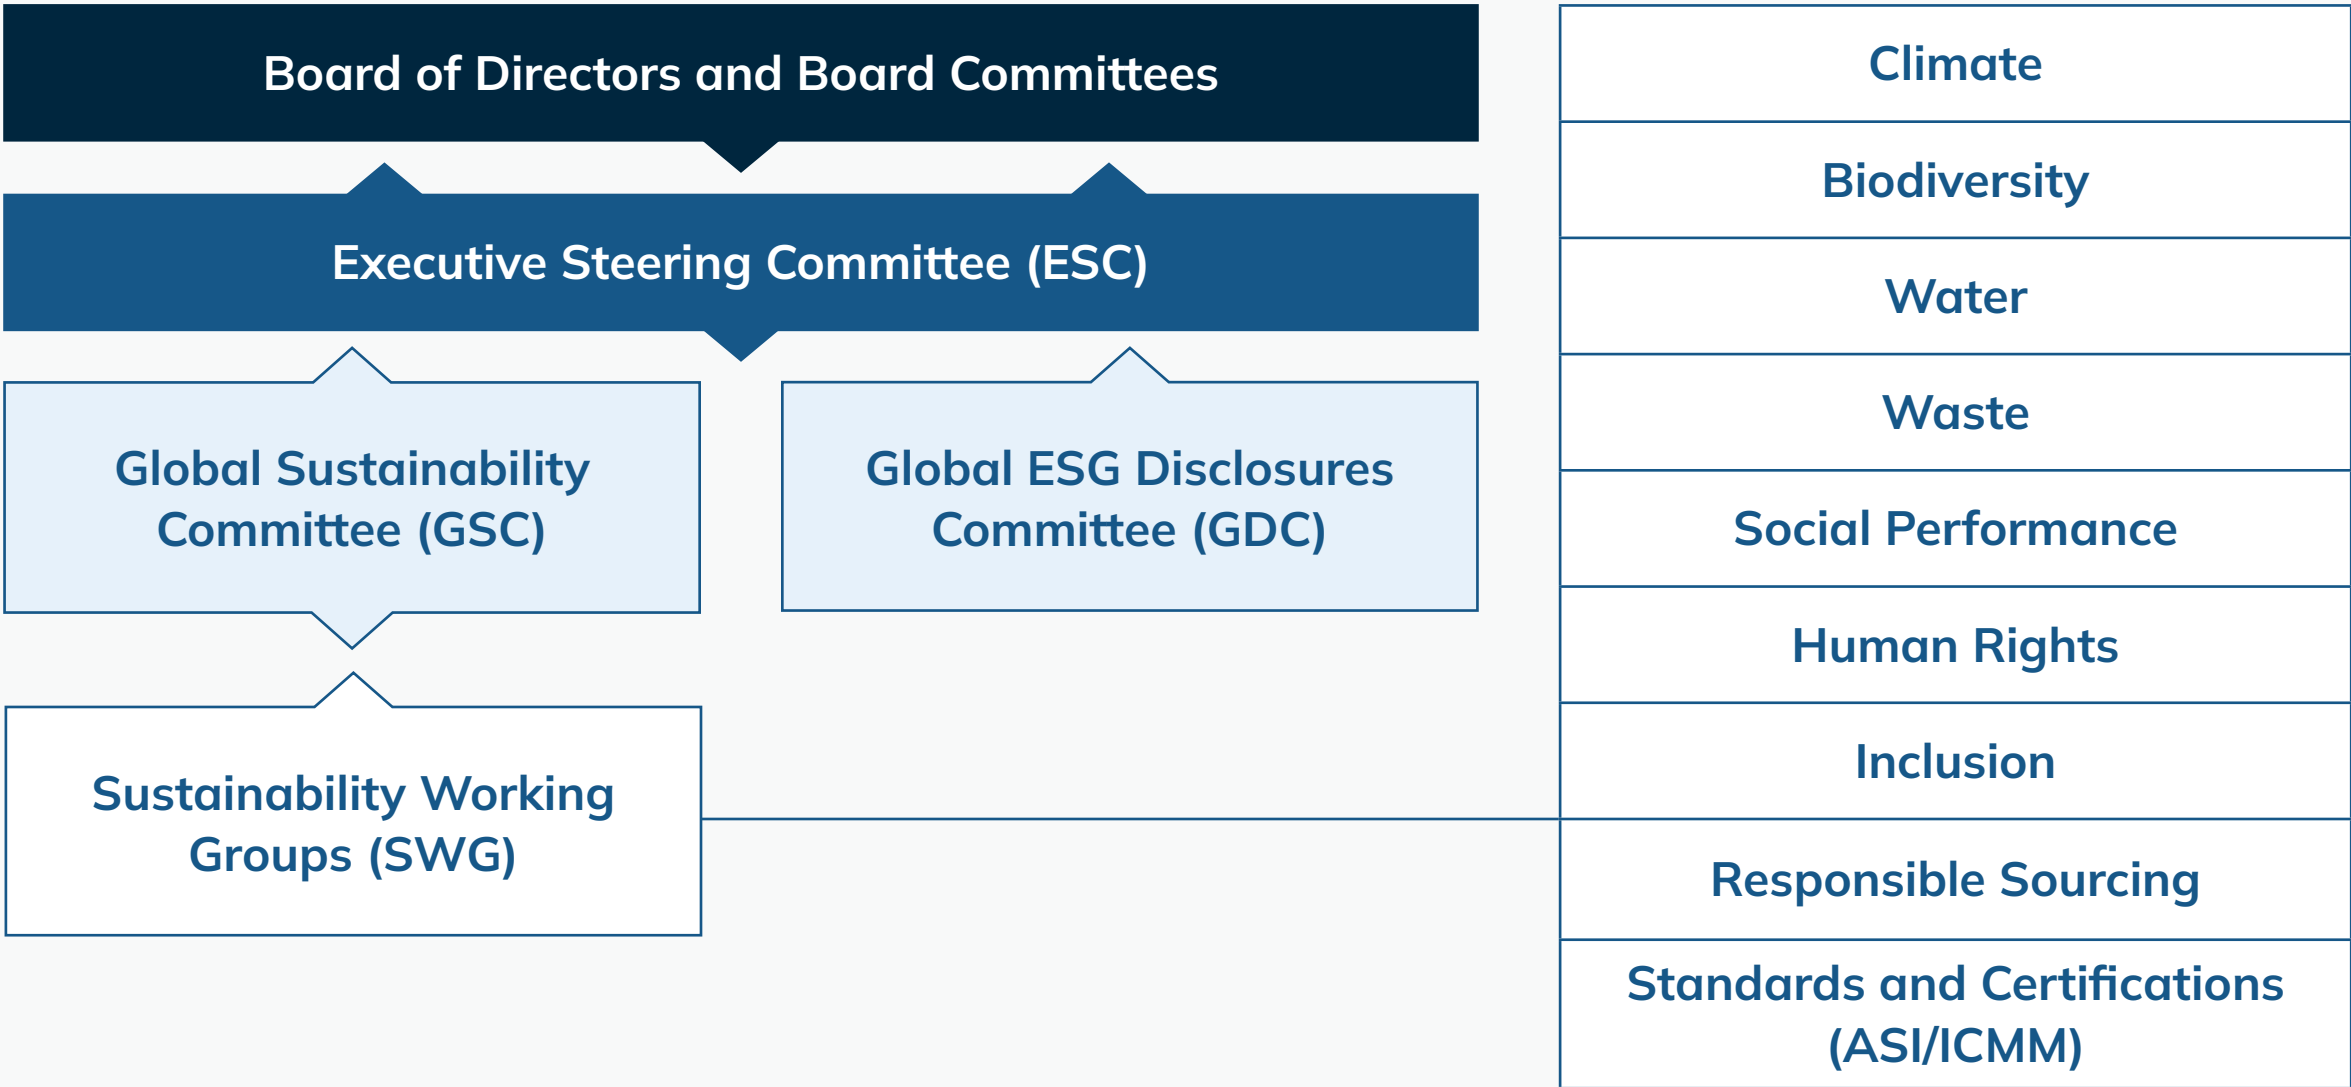 Board of Directors and Board Committees
Executive Steering Committee (ESC)
Global Sustainability
Committee (GSC)
Global ESG Disclosures
Committee (GDC)
Sustainability Working
Groups (SWG)
Climate
Biodiversity
Water
Waste
Social Performance
Human Rights
Inclusion
Responsible Sourcing
Standards and Certifications
(ASI/ICMM)